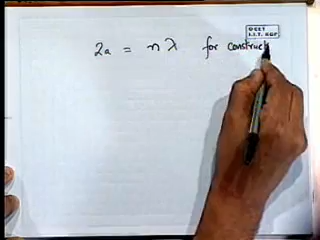 2a = nλ for construct